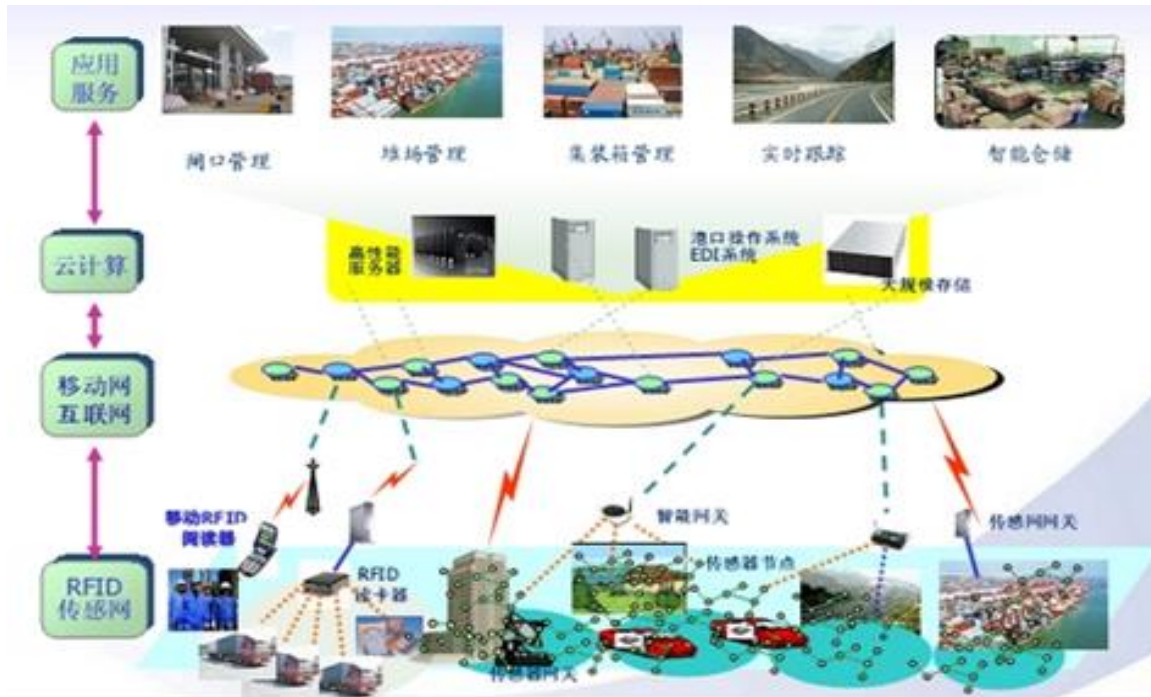 应用
服务
闸口管理
堆场管理
集装箱管理
实时跟踪
智能仓储
云计算
高性能
服务器
港口操作系统
EDI系统
大规模存储
移动网
互联网
移动RFID
阅读器
智能网关
传感网网关
RFID
传感网
RFID
读卡器
传感器节点
传感器网关